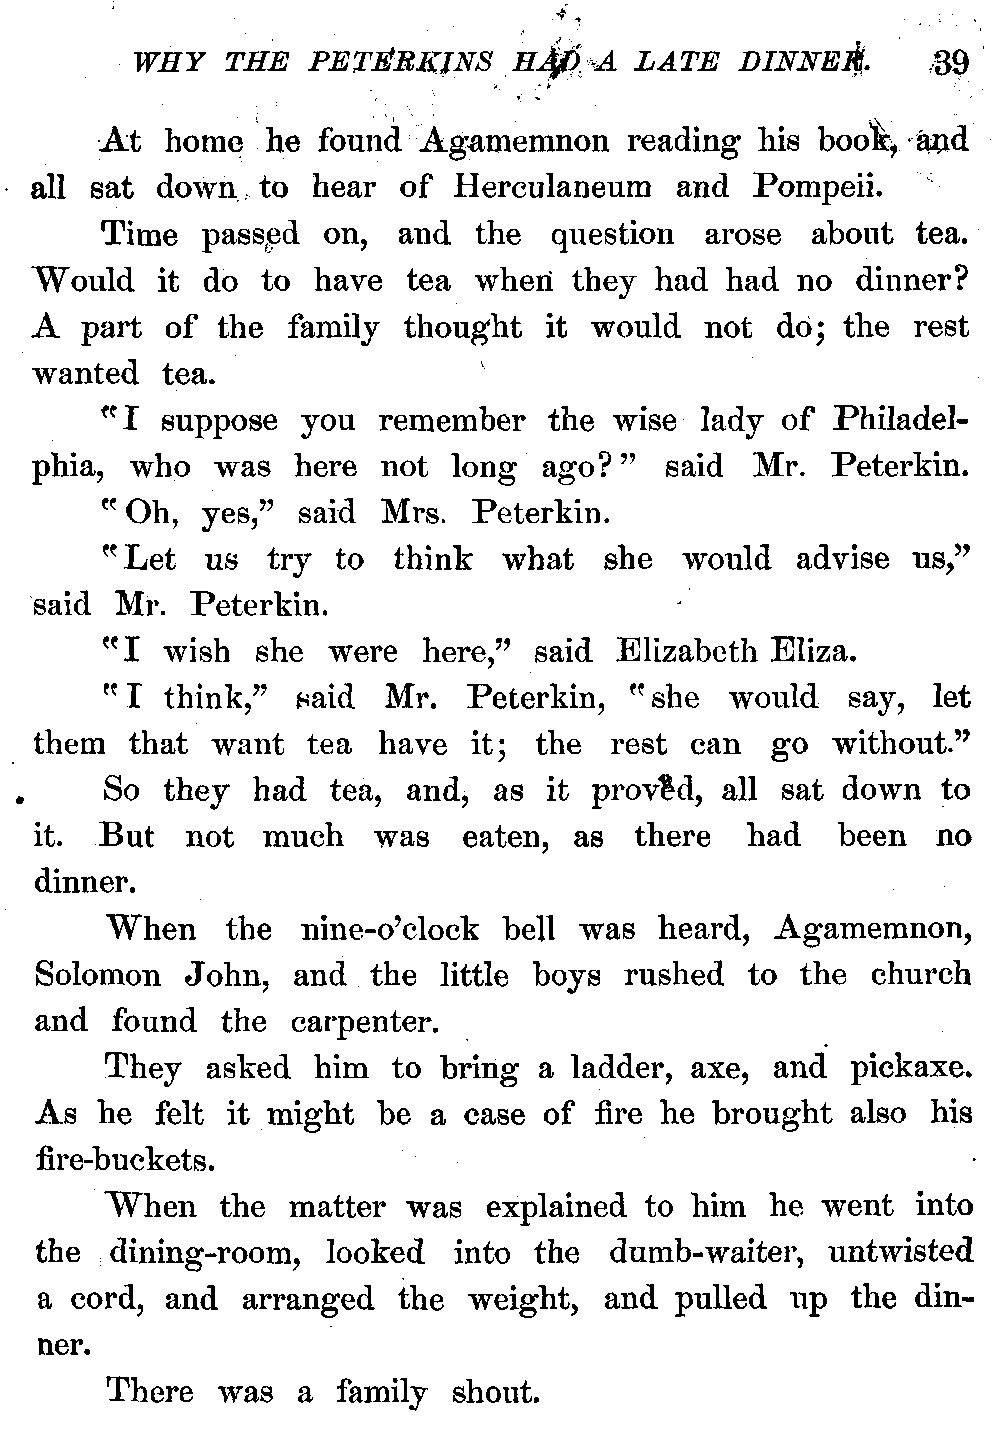 WHY THE PETERKINS HAD A LATE DINNER. 39
At home he found Agamemnon reading his book, and
all sat down to hear of Herculaneum and Pompeii.
Time passed on, and the question arose about tea.
Would it do to have tea when they had had no dinner?
A part of the family thought it would not do; the rest
wanted tea.
"I suppose you remember the wise lady of Philadel-
phia, who was here not long ago?" said Mr. Peterkin.
"Oh, yes," said Mrs. Peterkin.
"Let us try to think what she would advise us,"
said Mr. Peterkin.
"I wish she were here," said Elizabeth Eliza.
"I think," said Mr. Peterkin, "she would say, let
them that want tea have it; the rest can go without."
So they had tea, and, as it proved, all sat down to
it. But not much was eaten, as there had been no
dinner.
When the nine-o'clock bell was heard, Agamemnon,
Solomon John, and the little boys rushed to the church
and found the carpenter.
They asked him to bring a ladder, axe, and pickaxe.
As he felt it might be a case of fire he brought also his
fire-buckets.
When the matter was explained to him he went into
the dining-room, looked into the dumb-waiter, untwisted
a cord, and arranged the weight, and pulled up the din-
ner.
There was a family shout.